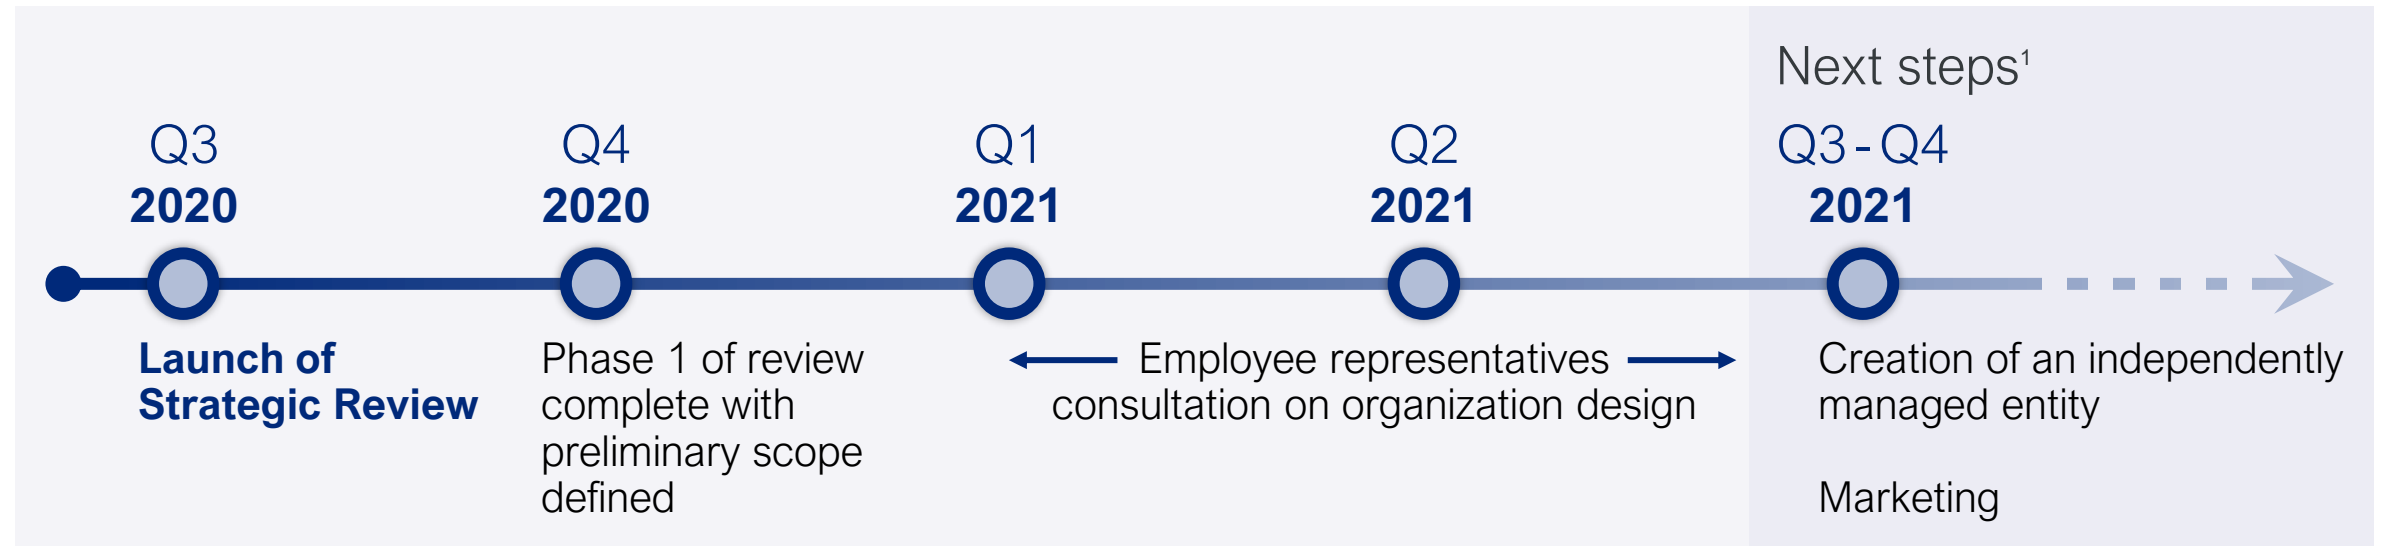 Next steps¹
Q3
2020
Q4
2020
Q1
2021
Q2
2021
Q3 - Q4
2021
Launch of
Strategic Review
Phase 1 of review
complete with
preliminary scope
defined
Employee representatives
consultation on organization design
Creation of an independently
managed entity
Marketing